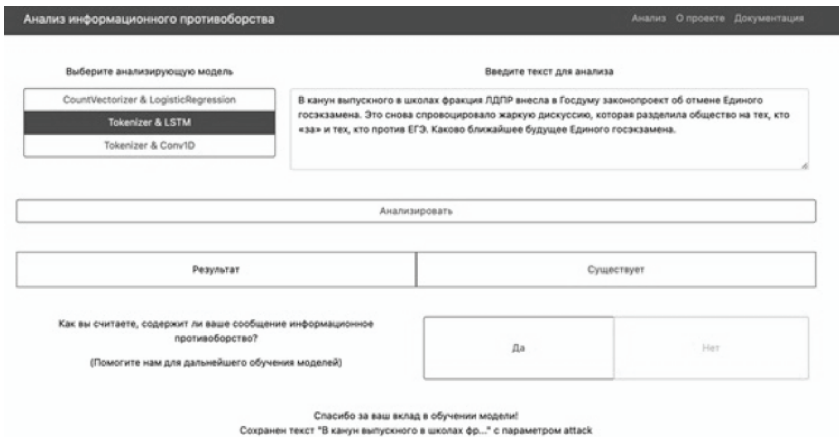 Анализ информационного противоборства
Анализ О проекте Документация
Выберите анализирующую модель
CountVectorizer & LogisticRegression
Tokenizer & LSTM
Tokenizer & Conv1D
Введите текст для анализа
В канун выпускного в школах фракция ЛДПР внесла в Госдуму законопроект об отмене Единого
госэкзамена. Это снова спровоцировало жаркую дискуссию, которая разделила общество на тех, кто
«за» и тех, кто против ЕГЭ. Каково ближайшее будущее Единого госэкзамена.
Анализировать
Результат
Существует
Как вы считаете, содержит ли ваше сообщение информационное
противоборство?
(Помогите нам для дальнейшего обучения моделей)
Да
Нет
Спасибо за ваш вклад в обучении модели!
Сохранен текст "В канун выпускного в школах фр..." с параметром attack